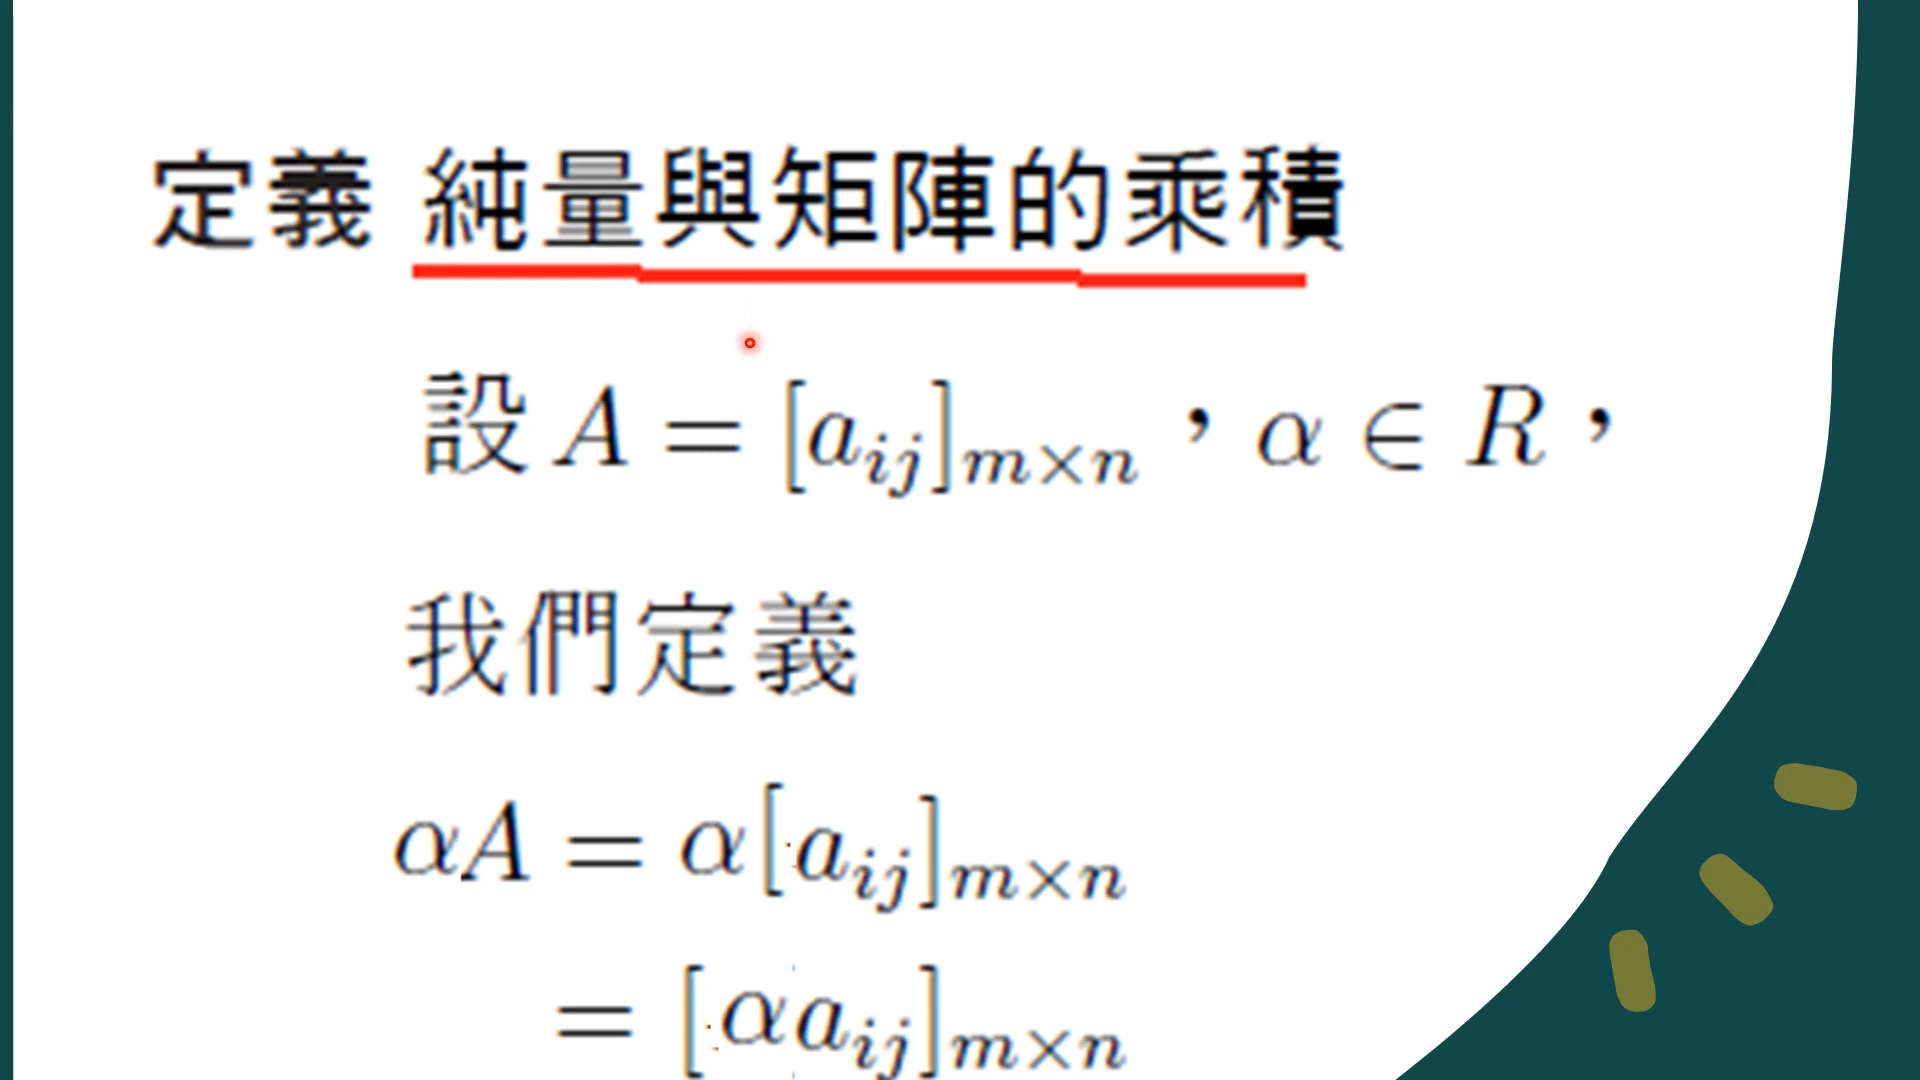 定義 純量與矩陣的乘積
設 A = [a_{ij}]_{m×n}，α ∈ R，
我們定義
αA = α[a_{ij}]_{m×n}
= [αa_{ij}]_{m×n}